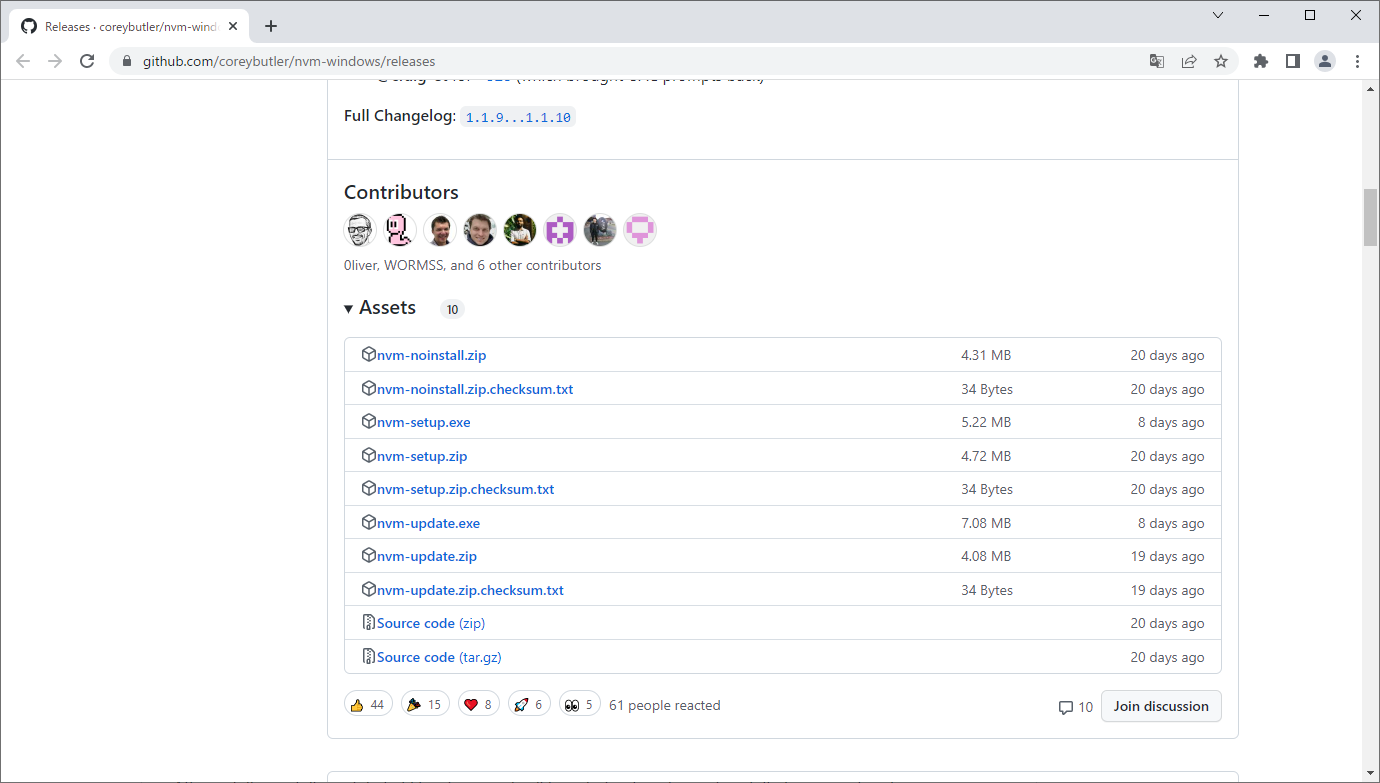 Releases · coreybutler/nvm-wind
github.com/coreybutler/nvm-windows/releases
(which brought prompts back)
Full Changelog: 1.1.9...1.1.10
Contributors
0liver, WORMSS, and 6 other contributors
Assets 10
nvm-noinstall.zip 4.31 MB 20 days ago
nvm-noinstall.zip.checksum.txt 34 Bytes 20 days ago
nvm-setup.exe 5.22 MB 8 days ago
nvm-setup.zip 4.72 MB 20 days ago
nvm-setup.zip.checksum.txt 34 Bytes 20 days ago
nvm-update.exe 7.08 MB 8 days ago
nvm-update.zip 4.08 MB 19 days ago
nvm-update.zip.checksum.txt 34 Bytes 19 days ago
Source code (zip) 20 days ago
Source code (tar.gz) 20 days ago
44 15 8 6 5 61 people reacted 10 Join discussion